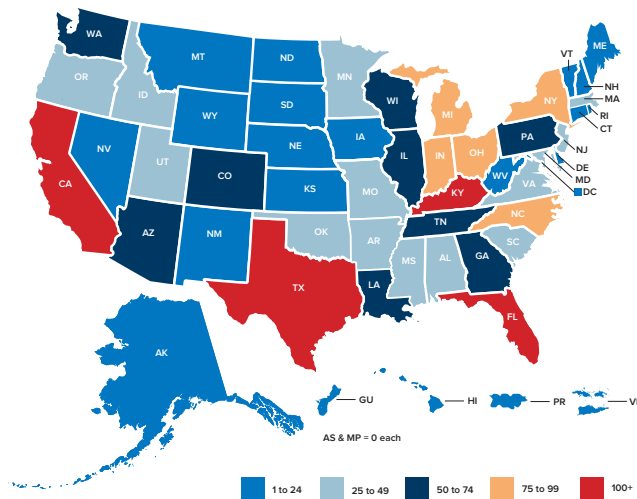 WA
VT
ME
MT
ND
OR
MN
NH
ID
MA
SD
WI
NY
WY
MI
RI
CT
IA
PA
NE
NJ
NV
IL
IN
OH
UT
DE
CO
WV
MD
CA
KS
MO
VA
DC
KY
NC
TN
OK
AZ
NM
AR
SC
MS
AL
GA
LA
TX
FL
AK
GU
HI
PR
VI
AS & MP = 0 each
1 to 24
25 to 49
50 to 74
75 to 99
100+